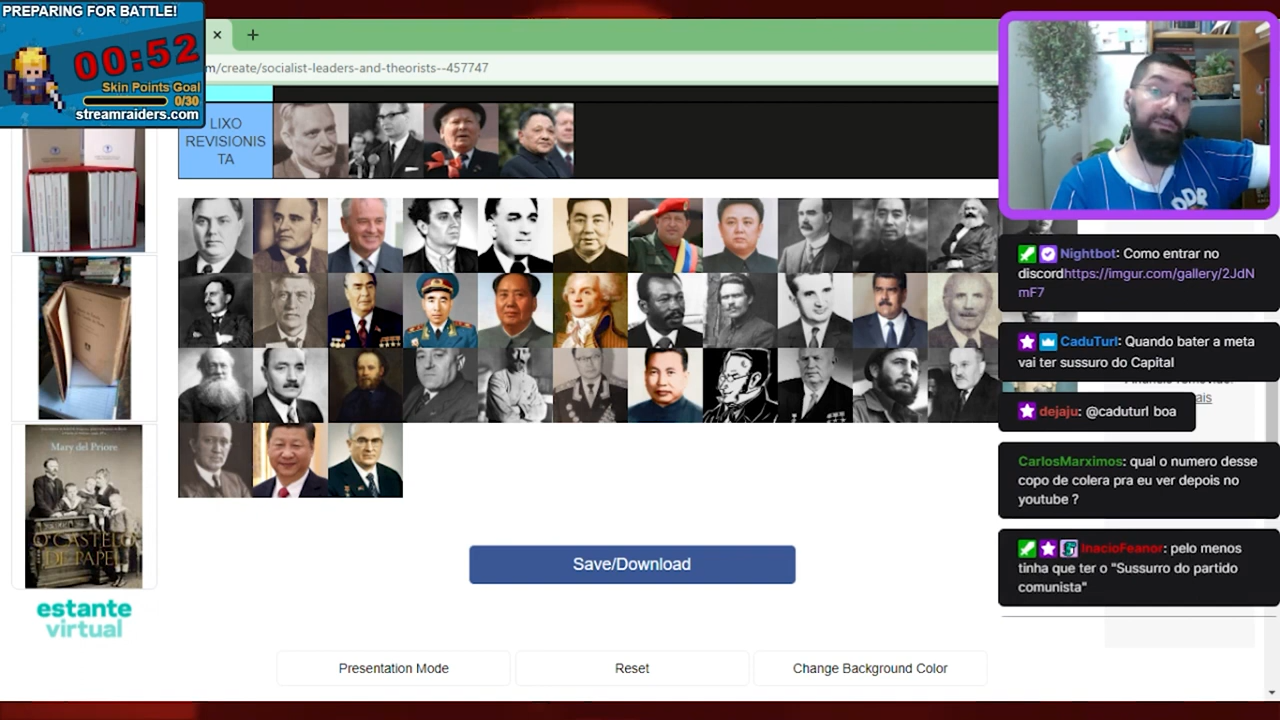 PREPARING FOR BATTLE!
00:52
Skin Points Goal
0/30
streamraiders.com
m/create/socialist-leaders-and-theorists--457747
LIXO
REVISIONIS
TA
Mary del Priore
O CASTELO
DE PAPEL
estante
virtual
Save/Download
Presentation Mode
Reset
Change Background Color
Nightbot: Como entrar no
discordhttps://imgur.com/gallery/2JdN
mF7
CaduTurl: Quando bater a meta
vai ter sussuro do Capital
ais
dejaju: @caduturl boa
CarlosMarximos: qual o numero desse
copo de colera pra eu ver depois no
youtube ?
InacioFeanor: pelo menos
tinha que ter o "Sussurro do partido
comunista"